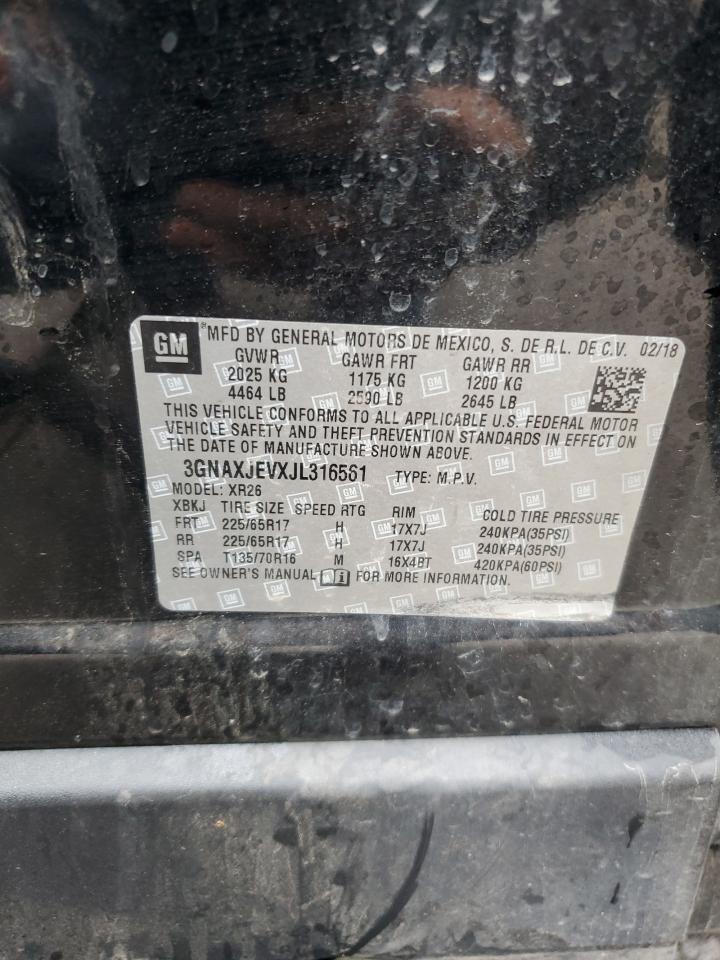 GM ®MFD BY GENERAL MOTORS DE MEXICO, S. DE R.L. DE C.V. 02/18
GVWR GAWR FRT GAWR RR
2025 KG 1175 KG 1200 KG
4464 LB 2590 LB 2645 LB
THIS VEHICLE CONFORMS TO ALL APPLICABLE U.S. FEDERAL MOTOR
VEHICLE SAFETY AND THEFT PREVENTION STANDARDS IN EFFECT ON
THE DATE OF MANUFACTURE SHOWN ABOVE.
3GNAXJEVXJL316561 TYPE: M.P.V.
MODEL: XR26
XBKJ TIRE SIZE SPEED RTG RIM COLD TIRE PRESSURE
FRT 225/65R17 H 17X7J 240KPA(35PSI)
RR 225/65R17 H 17X7J 240KPA(35PSI)
SPA T135/70R16 M 16X4BT 420KPA(60PSI)
SEE OWNER'S MANUAL i FOR MORE INFORMATION.